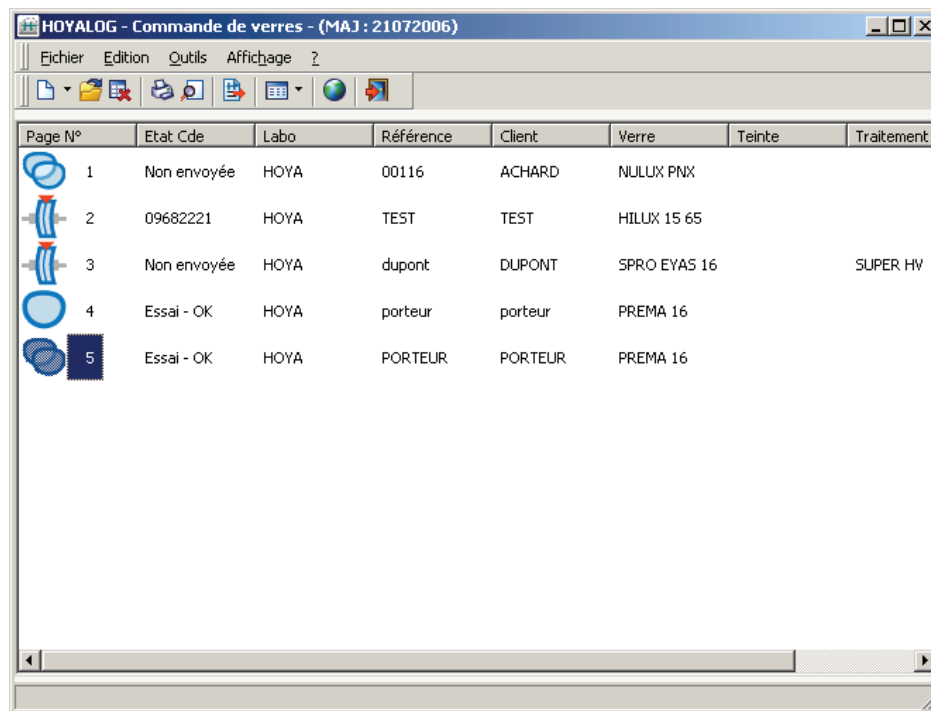 HOYALOG - Commande de verres - (MAJ : 21072006)
Fichier Edition Outils Affichage ?
Page N° Etat Cde Labo Référence Client Verre Teinte Traitement
1 Non envoyée HOYA 00116 ACHARD NULUX PNX
2 09682221 HOYA TEST TEST HILUX 15 65
3 Non envoyée HOYA dupont DUPONT SPRO EYAS 16 SUPER HV
4 Essai - OK HOYA porteur porteur PREMA 16
5 Essai - OK HOYA PORTEUR PORTEUR PREMA 16